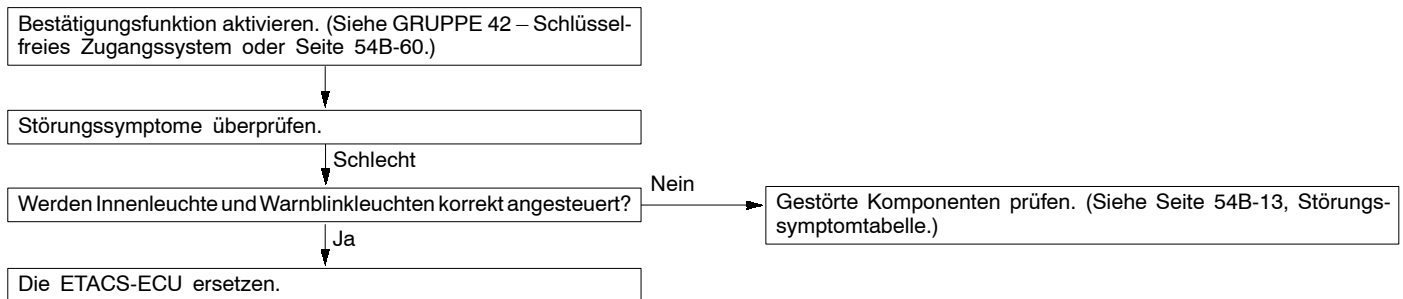 Bestätigungsfunktion aktivieren. (Siehe GRUPPE 42 – Schlüssel-
freies Zugangssystem oder Seite 54B-60.)
Störungssymptome überprüfen.
Schlecht
Werden Innenleuchte und Warnblinkleuchten korrekt angesteuert?
Nein
Gestörte Komponenten prüfen. (Siehe Seite 54B-13, Störungs-
symptomtabelle.)
Ja
Die ETACS-ECU ersetzen.